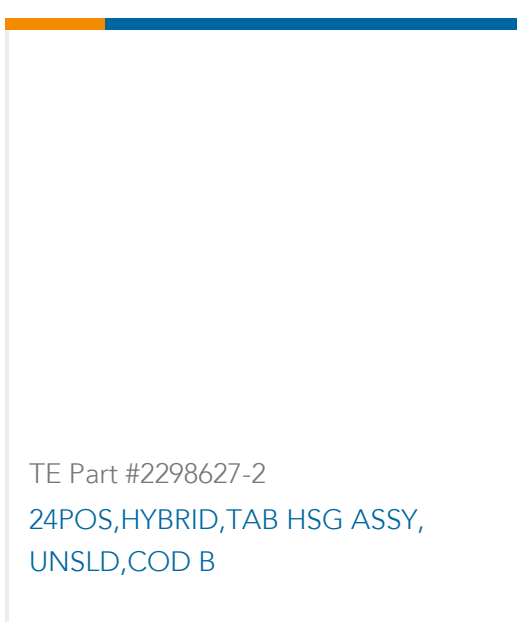 TE Part #2298627-2
24POS,HYBRID,TAB HSG ASSY,
UNSLD,COD B